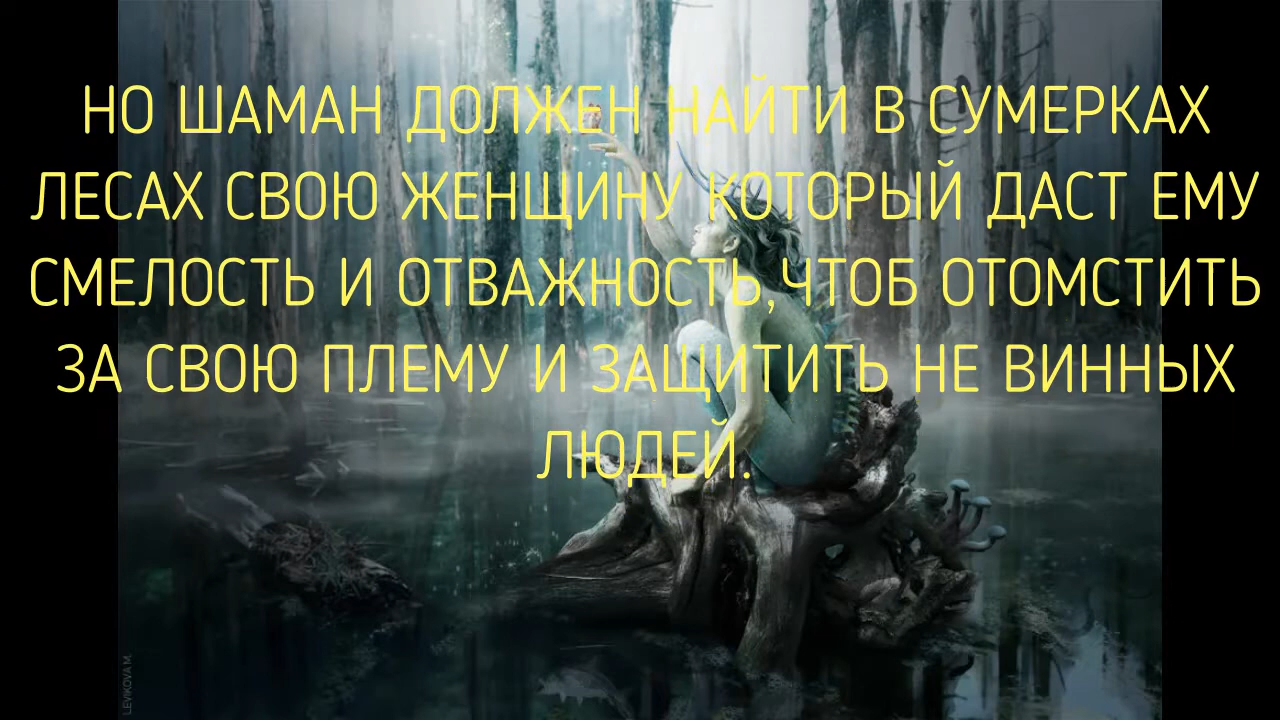 НО ШАМАН ДОЛЖЕН НАЙТИ В СУМЕРКАХ
ЛЕСАХ СВОЮ ЖЕНЩИНУ КОТОРЫЙ ДАСТ ЕМУ
СМЕЛОСТЬ И ОТВАЖНОСТЬ,ЧТОБ ОТОМСТИТЬ
ЗА СВОЮ ПЛЕМУ И ЗАЩИТИТЬ НЕ ВИННЫХ
ЛЮДЕЙ.
LEVIKOVA M.